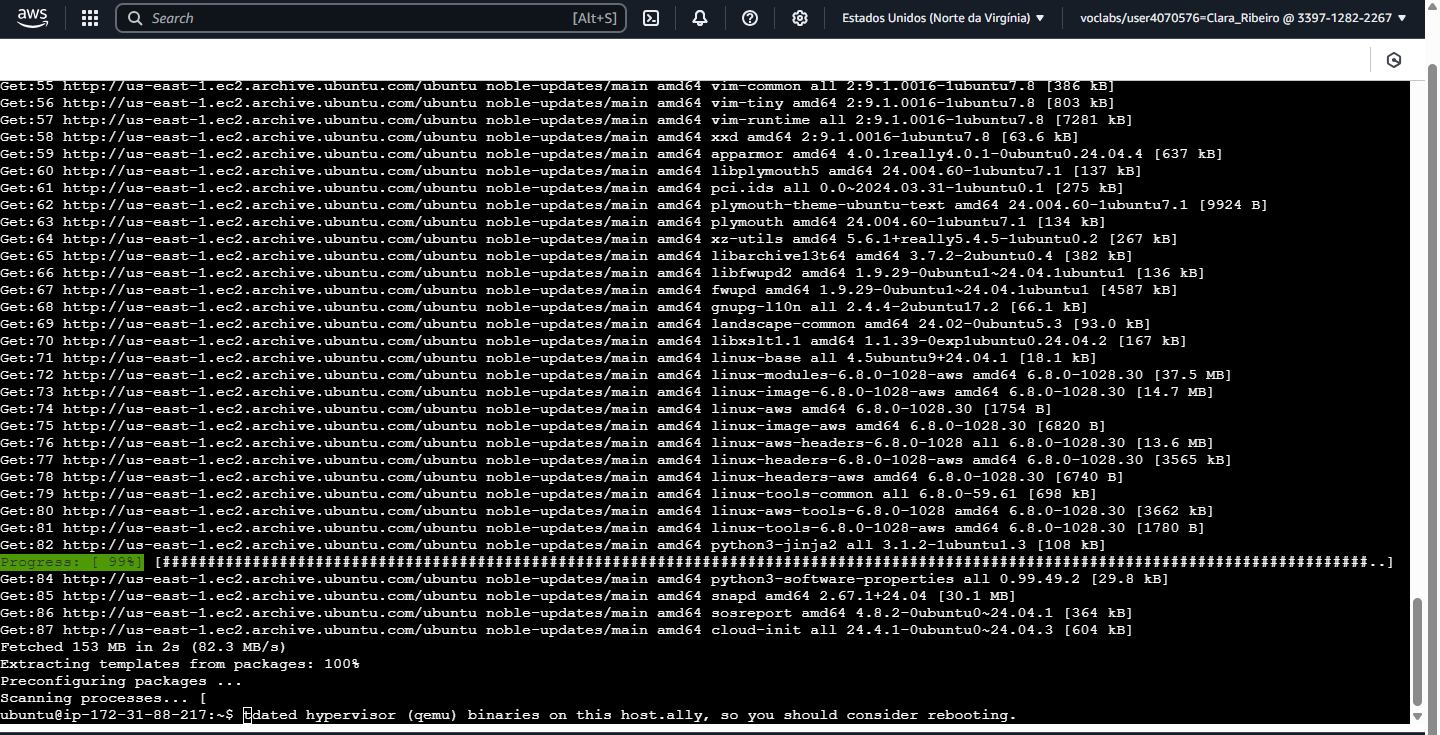 aws
Search [Alt+S] Estados Unidos (Norte da Virgínia) ▼ voclabs/user4070576=Clara_Ribeiro @ 3397-1282-2267 ▼
Get:55 http://us-east-1.ec2.archive.ubuntu.com/ubuntu noble-updates/main amd64 vim-common all 2:9.1.0016-1ubuntu7.8 [386 kB]
Get:56 http://us-east-1.ec2.archive.ubuntu.com/ubuntu noble-updates/main amd64 vim-tiny amd64 2:9.1.0016-1ubuntu7.8 [803 kB]
Get:57 http://us-east-1.ec2.archive.ubuntu.com/ubuntu noble-updates/main amd64 vim-runtime all 2:9.1.0016-1ubuntu7.8 [7281 kB]
Get:58 http://us-east-1.ec2.archive.ubuntu.com/ubuntu noble-updates/main amd64 xxd amd64 2:9.1.0016-1ubuntu7.8 [63.6 kB]
Get:59 http://us-east-1.ec2.archive.ubuntu.com/ubuntu noble-updates/main amd64 apparmor amd64 4.0.1really4.0.1-0ubuntu0.24.04.4 [637 kB]
Get:60 http://us-east-1.ec2.archive.ubuntu.com/ubuntu noble-updates/main amd64 libplymouth5 amd64 24.004.60-1ubuntu7.1 [137 kB]
Get:61 http://us-east-1.ec2.archive.ubuntu.com/ubuntu noble-updates/main amd64 pci.ids all 0.0~2024.03.31-1ubuntu0.1 [275 kB]
Get:62 http://us-east-1.ec2.archive.ubuntu.com/ubuntu noble-updates/main amd64 plymouth-theme-ubuntu-text amd64 24.004.60-1ubuntu7.1 [9924 B]
Get:63 http://us-east-1.ec2.archive.ubuntu.com/ubuntu noble-updates/main amd64 plymouth amd64 24.004.60-1ubuntu7.1 [134 kB]
Get:64 http://us-east-1.ec2.archive.ubuntu.com/ubuntu noble-updates/main amd64 xz-utils amd64 5.6.1+really5.4.5-1ubuntu0.2 [267 kB]
Get:65 http://us-east-1.ec2.archive.ubuntu.com/ubuntu noble-updates/main amd64 libarchive13t64 amd64 3.7.2-2ubuntu0.4 [382 kB]
Get:66 http://us-east-1.ec2.archive.ubuntu.com/ubuntu noble-updates/main amd64 libfwupd2 amd64 1.9.29-0ubuntu1~24.04.1ubuntu1 [136 kB]
Get:67 http://us-east-1.ec2.archive.ubuntu.com/ubuntu noble-updates/main amd64 fwupd amd64 1.9.29-0ubuntu1~24.04.1ubuntu1 [4587 kB]
Get:68 http://us-east-1.ec2.archive.ubuntu.com/ubuntu noble-updates/main amd64 gnupg-l10n all 2.4.4-2ubuntu17.2 [66.1 kB]
Get:69 http://us-east-1.ec2.archive.ubuntu.com/ubuntu noble-updates/main amd64 landscape-common amd64 24.02-0ubuntu5.3 [93.0 kB]
Get:70 http://us-east-1.ec2.archive.ubuntu.com/ubuntu noble-updates/main amd64 libxslt1.1 amd64 1.1.39-0exp1ubuntu0.24.04.2 [167 kB]
Get:71 http://us-east-1.ec2.archive.ubuntu.com/ubuntu noble-updates/main amd64 linux-base all 4.5ubuntu9+24.04.1 [18.1 kB]
Get:72 http://us-east-1.ec2.archive.ubuntu.com/ubuntu noble-updates/main amd64 linux-modules-6.8.0-1028-aws amd64 6.8.0-1028.30 [37.5 MB]
Get:73 http://us-east-1.ec2.archive.ubuntu.com/ubuntu noble-updates/main amd64 linux-image-6.8.0-1028-aws amd64 6.8.0-1028.30 [14.7 MB]
Get:74 http://us-east-1.ec2.archive.ubuntu.com/ubuntu noble-updates/main amd64 linux-aws amd64 6.8.0-1028.30 [1754 B]
Get:75 http://us-east-1.ec2.archive.ubuntu.com/ubuntu noble-updates/main amd64 linux-image-aws amd64 6.8.0-1028.30 [6820 B]
Get:76 http://us-east-1.ec2.archive.ubuntu.com/ubuntu noble-updates/main amd64 linux-aws-headers-6.8.0-1028 all 6.8.0-1028.30 [13.6 MB]
Get:77 http://us-east-1.ec2.archive.ubuntu.com/ubuntu noble-updates/main amd64 linux-headers-6.8.0-1028-aws amd64 6.8.0-1028.30 [3565 kB]
Get:78 http://us-east-1.ec2.archive.ubuntu.com/ubuntu noble-updates/main amd64 linux-headers-aws amd64 6.8.0-1028.30 [6740 B]
Get:79 http://us-east-1.ec2.archive.ubuntu.com/ubuntu noble-updates/main amd64 linux-tools-common all 6.8.0-59.61 [698 kB]
Get:80 http://us-east-1.ec2.archive.ubuntu.com/ubuntu noble-updates/main amd64 linux-aws-tools-6.8.0-1028 amd64 6.8.0-1028.30 [3662 kB]
Get:81 http://us-east-1.ec2.archive.ubuntu.com/ubuntu noble-updates/main amd64 linux-tools-6.8.0-1028-aws amd64 6.8.0-1028.30 [1780 B]
Get:82 http://us-east-1.ec2.archive.ubuntu.com/ubuntu noble-updates/main amd64 python3-jinja2 all 3.1.2-1ubuntu1.3 [108 kB]
Progress: [ 99%] [######################################################################################################################################..]
Get:84 http://us-east-1.ec2.archive.ubuntu.com/ubuntu noble-updates/main amd64 python3-software-properties all 0.99.49.2 [29.8 kB]
Get:85 http://us-east-1.ec2.archive.ubuntu.com/ubuntu noble-updates/main amd64 snapd amd64 2.67.1+24.04 [30.1 MB]
Get:86 http://us-east-1.ec2.archive.ubuntu.com/ubuntu noble-updates/main amd64 sosreport amd64 4.8.2-0ubuntu0~24.04.1 [364 kB]
Get:87 http://us-east-1.ec2.archive.ubuntu.com/ubuntu noble-updates/main amd64 cloud-init all 24.4.1-0ubuntu0~24.04.3 [604 kB]
Fetched 153 MB in 2s (82.3 MB/s)
Extracting templates from packages: 100%
Preconfiguring packages ...
Scanning processes... [
ubuntu@ip-172-31-88-217:~$ tdated hypervisor (qemu) binaries on this host.ally, so you should consider rebooting.